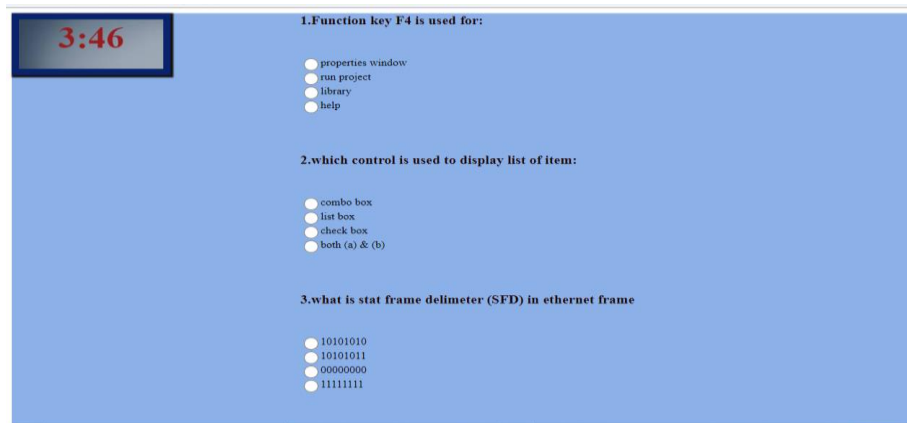 3:46
1.Function key F4 is used for:
properties window
run project
library
help
2.which control is used to display list of item:
combo box
list box
check box
both (a) & (b)
3.what is stat frame delimeter (SFD) in ethernet frame
10101010
10101011
00000000
11111111